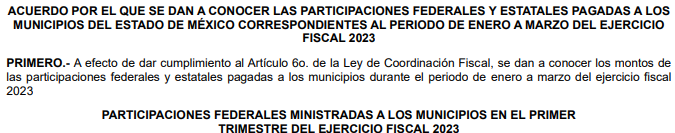 ACUERDO POR EL QUE SE DAN A CONOCER LAS PARTICIPACIONES FEDERALES Y ESTATALES PAGADAS A LOS
MUNICIPIOS DEL ESTADO DE MÉXICO CORRESPONDIENTES AL PERIODO DE ENERO A MARZO DEL EJERCICIO
FISCAL 2023
PRIMERO.- A efecto de dar cumplimiento al Artículo 6o. de la Ley de Coordinación Fiscal, se dan a conocer los montos de
las participaciones federales y estatales pagadas a los municipios durante el periodo de enero a marzo del ejercicio fiscal
2023
PARTICIPACIONES FEDERALES MINISTRADAS A LOS MUNICIPIOS EN EL PRIMER
TRIMESTRE DEL EJERCICIO FISCAL 2023